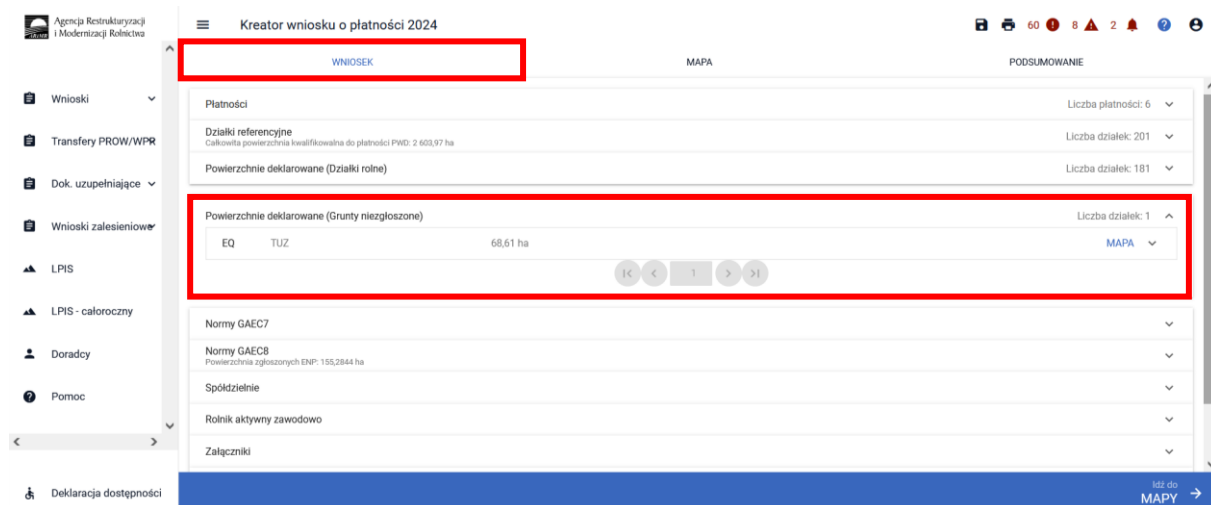 Agencja Restrukturyzacji
i Modernizacji Rolnictwa
ARiMR
Kreator wniosku o płatności 2024
60 8 2
WNIOSEK MAPA PODSUMOWANIE
Wnioski
Transfery PROW/WPR
Dok. uzupełniające
Wnioski zalesieniowe
LPIS
LPIS - całoroczny
Doradcy
Pomoc
Deklaracja dostępności
Płatności Liczba płatności: 6
Działki referencyjne Liczba działek: 201
Całkowita powierzchnia kwalifikowalna do płatności PWD: 2 603,97 ha
Powierzchnie deklarowane (Działki rolne) Liczba działek: 181
Powierzchnie deklarowane (Grunty niezgłoszone) Liczba działek: 1
EQ TUZ 68,61 ha MAPA
1
Normy GAEC7
Normy GAEC8
Powierzchnia zgłoszonych ENP: 155,2844 ha
Spółdzielnie
Rolnik aktywny zawodowo
Załączniki
Idź do
MAPY